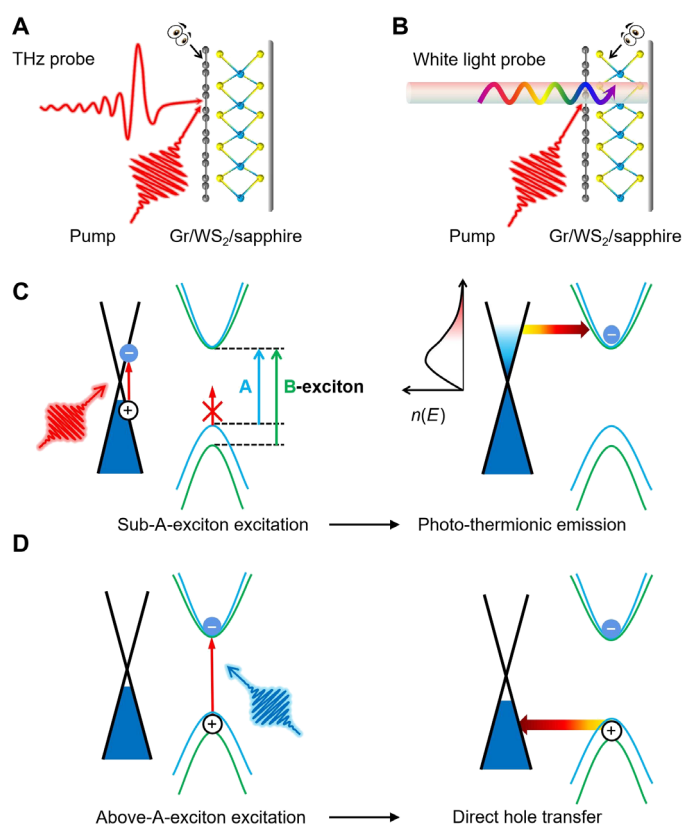 A
THz probe
Pump
Gr/WS₂/sapphire
B
White light probe
Pump
Gr/WS₂/sapphire
C
−
+
A
B-exciton
n(E)
−
Sub-A-exciton excitation
Photo-thermionic emission
D
−
+
−
+
Above-A-exciton excitation
Direct hole transfer